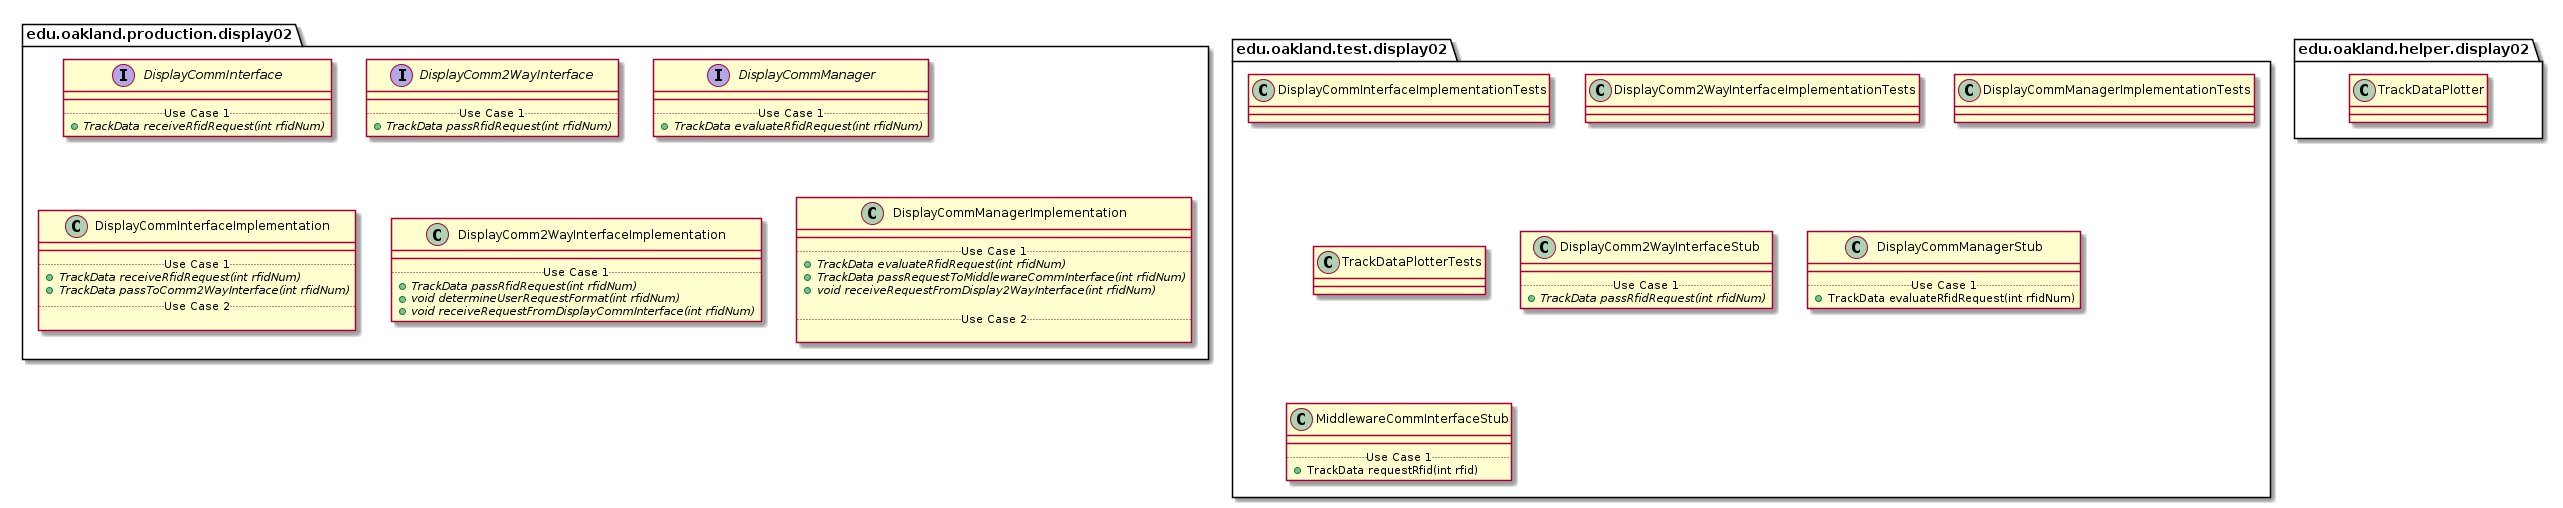 edu.oakland.production.display02
I DisplayCommInterface
Use Case 1
TrackData receiveRfidRequest(int rfidNum)
I DisplayComm2WayInterface
Use Case 1
TrackData passRfidRequest(int rfidNum)
I DisplayCommManager
Use Case 1
TrackData evaluateRfidRequest(int rfidNum)
C DisplayCommInterfaceImplementation
Use Case 1
TrackData receiveRfidRequest(int rfidNum)
TrackData passToComm2WayInterface(int rfidNum)
Use Case 2
C DisplayComm2WayInterfaceImplementation
Use Case 1
TrackData passRfidRequest(int rfidNum)
void determineUserRequestFormat(int rfidNum)
void receiveRequestFromDisplayCommInterface(int rfidNum)
C DisplayCommManagerImplementation
Use Case 1
TrackData evaluateRfidRequest(int rfidNum)
TrackData passRequestToMiddlewareCommInterface(int rfidNum)
void receiveRequestFromDisplay2WayInterface(int rfidNum)
Use Case 2
edu.oakland.test.display02
C DisplayCommInterfaceImplementationTests
C DisplayComm2WayInterfaceImplementationTests
C DisplayCommManagerImplementationTests
C TrackDataPlotterTests
C DisplayComm2WayInterfaceStub
Use Case 1
TrackData passRfidRequest(int rfidNum)
C DisplayCommManagerStub
Use Case 1
TrackData evaluateRfidRequest(int rfidNum)
C MiddlewareCommInterfaceStub
Use Case 1
TrackData requestRfid(int rfid)
edu.oakland.helper.display02
C TrackDataPlotter